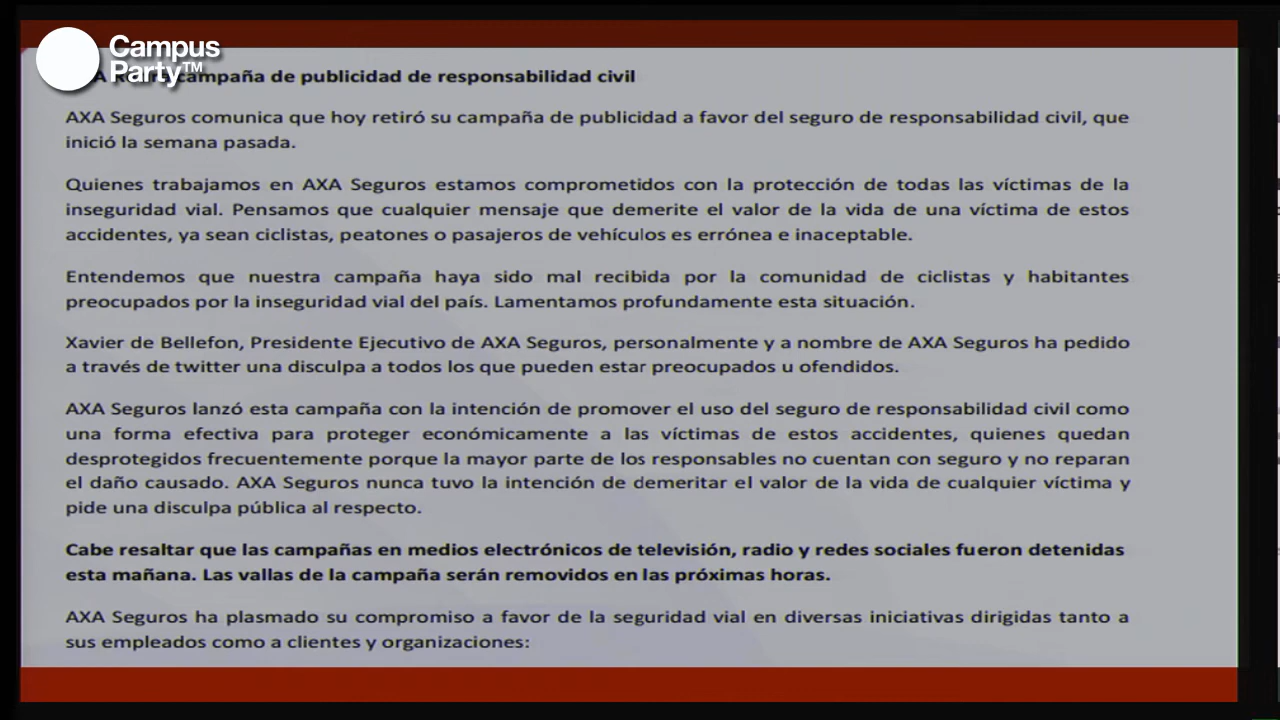 Campus
Party™
campaña de publicidad de responsabilidad civil
AXA Seguros comunica que hoy retiró su campaña de publicidad a favor del seguro de responsabilidad civil, que
inició la semana pasada.
Quienes trabajamos en AXA Seguros estamos comprometidos con la protección de todas las víctimas de la
inseguridad vial. Pensamos que cualquier mensaje que demerite el valor de la vida de una víctima de estos
accidentes, ya sean ciclistas, peatones o pasajeros de vehículos es errónea e inaceptable.
Entendemos que nuestra campaña haya sido mal recibida por la comunidad de ciclistas y habitantes
preocupados por la inseguridad vial del país. Lamentamos profundamente esta situación.
Xavier de Bellefon, Presidente Ejecutivo de AXA Seguros, personalmente y a nombre de AXA Seguros ha pedido
a través de twitter una disculpa a todos los que pueden estar preocupados u ofendidos.
AXA Seguros lanzó esta campaña con la intención de promover el uso del seguro de responsabilidad civil como
una forma efectiva para proteger económicamente a las víctimas de estos accidentes, quienes quedan
desprotegidos frecuentemente porque la mayor parte de los responsables no cuentan con seguro y no reparan
el daño causado. AXA Seguros nunca tuvo la intención de demeritar el valor de la vida de cualquier víctima y
pide una disculpa pública al respecto.
Cabe resaltar que las campañas en medios electrónicos de televisión, radio y redes sociales fueron detenidas
esta mañana. Las vallas de la campaña serán removidos en las próximas horas.
AXA Seguros ha plasmado su compromiso a favor de la seguridad vial en diversas iniciativas dirigidas tanto a
sus empleados como a clientes y organizaciones: